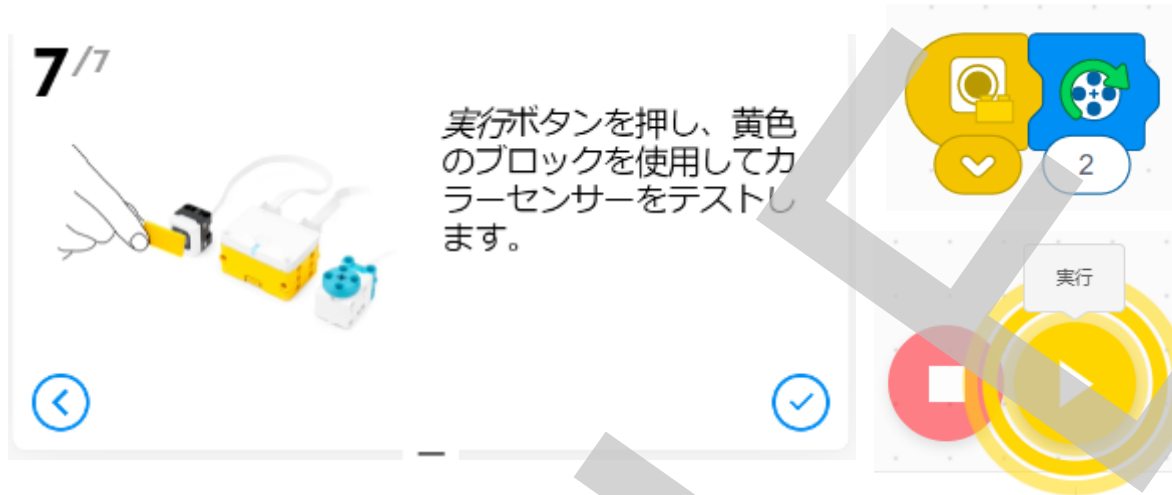 7/7
実行ボタンを押し、黄色
のブロックを使用してカ
ラーセンサーをテストし
ます。
2
実行